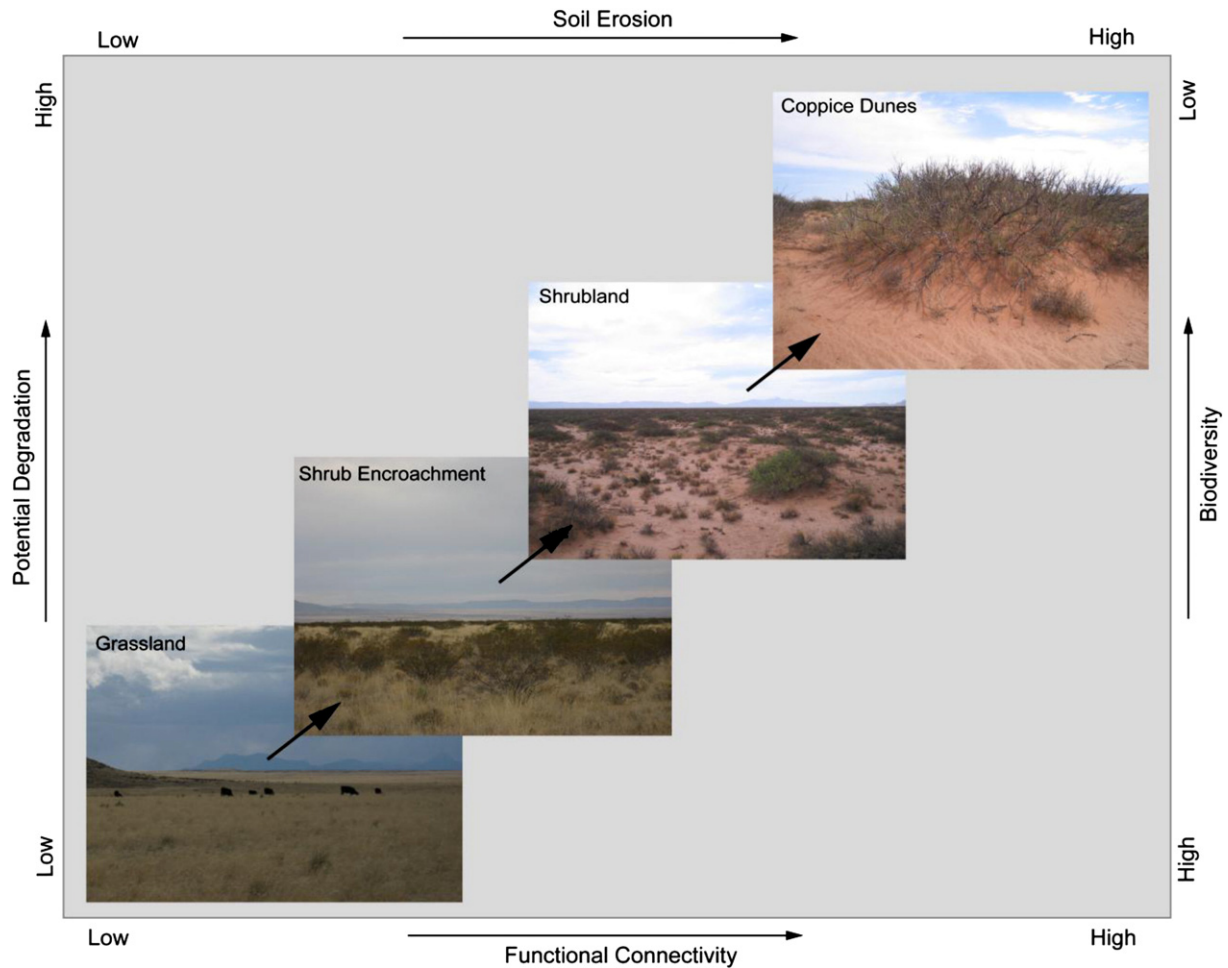 Soil Erosion
Low
High
High
Low
Coppice Dunes
Shrubland
Potential Degradation
Biodiversity
Shrub Encroachment
Grassland
Low
High
Low
High
Functional Connectivity